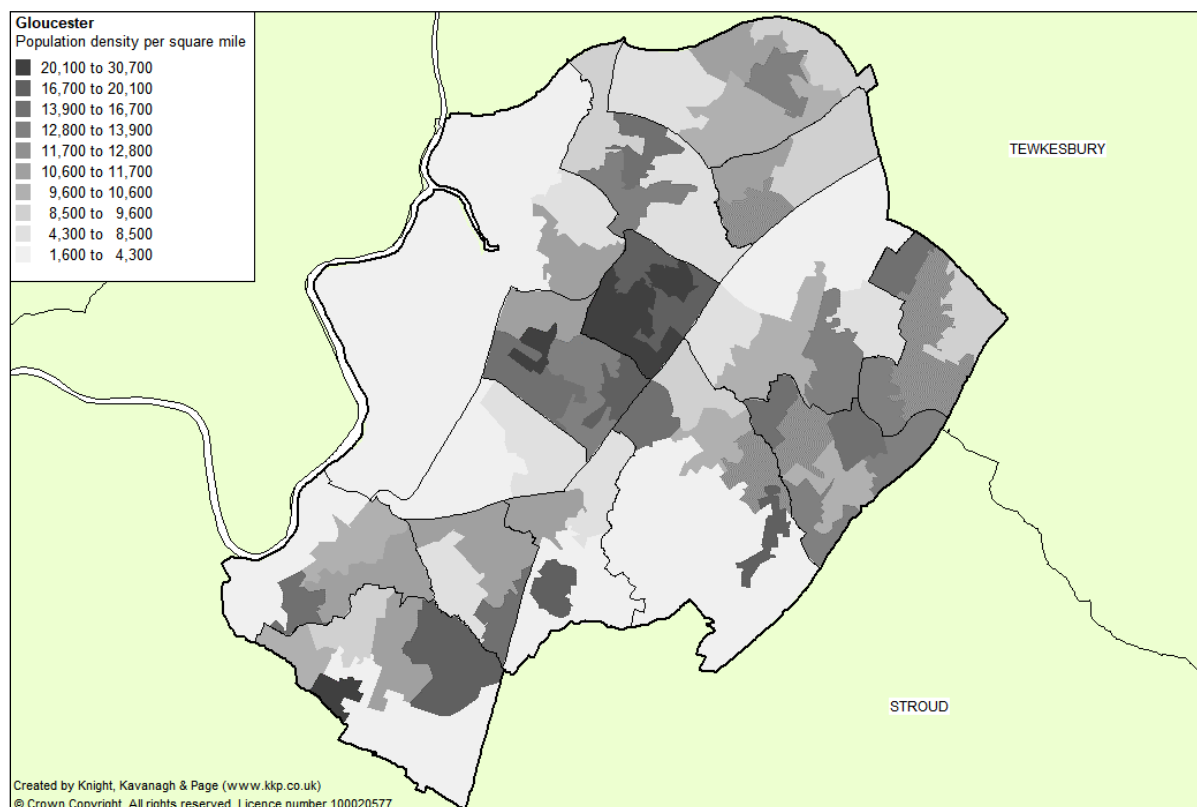 Gloucester
Population density per square mile
20,100 to 30,700
16,700 to 20,100
13,900 to 16,700
12,800 to 13,900
11,700 to 12,800
10,600 to 11,700
9,600 to 10,600
8,500 to 9,600
4,300 to 8,500
1,600 to 4,300
TEWKESBURY
STROUD
Created by Knight, Kavanagh & Page (www.kkp.co.uk)
© Crown Copyright. All rights reserved. Licence number 100020577